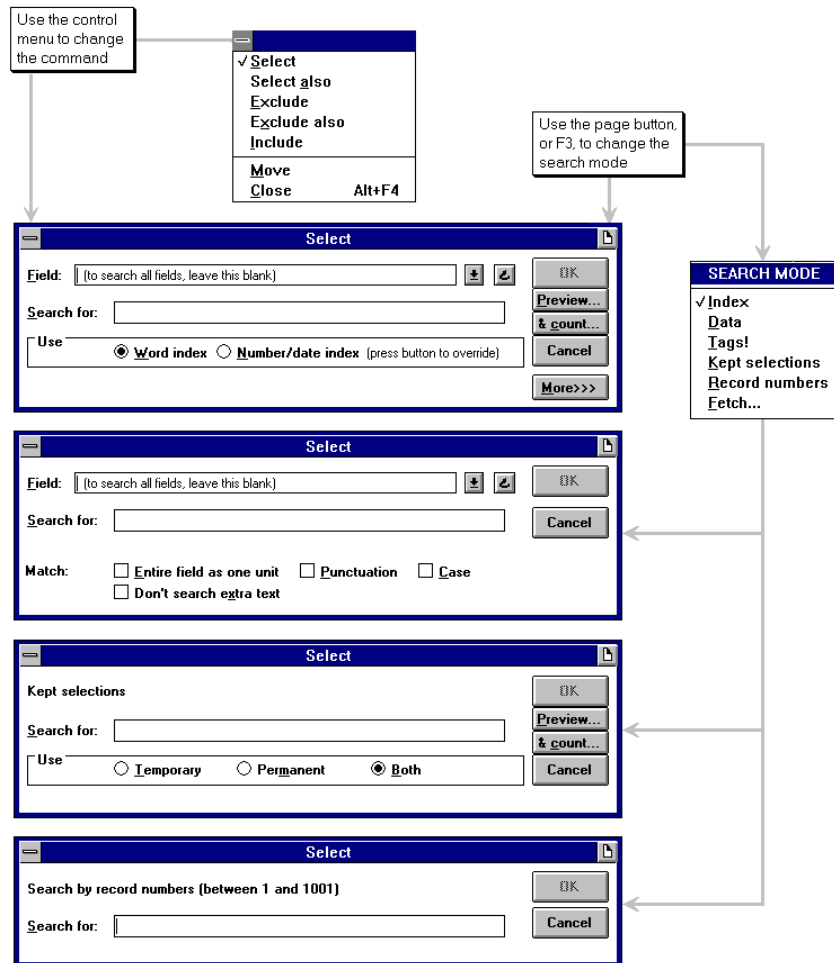 Use the control
menu to change
the command
Select
Select also
Exclude
Exclude also
Include
Move
Close Alt+F4
Use the page button,
or F3, to change the
search mode
Select
Field: (to search all fields, leave this blank)
OK
Preview...
Search for:
& count...
Use
Word index Number/date index (press button to override)
Cancel
More>>>
SEARCH MODE
Index
Data
Tags!
Kept selections
Record numbers
Fetch...
Select
Field: (to search all fields, leave this blank)
OK
Search for:
Cancel
Match: Entire field as one unit Punctuation Case
Don't search extra text
Select
Kept selections
OK
Preview...
Search for:
& count...
Use
Temporary Permanent Both
Cancel
Select
Search by record numbers (between 1 and 1001)
OK
Search for:
Cancel